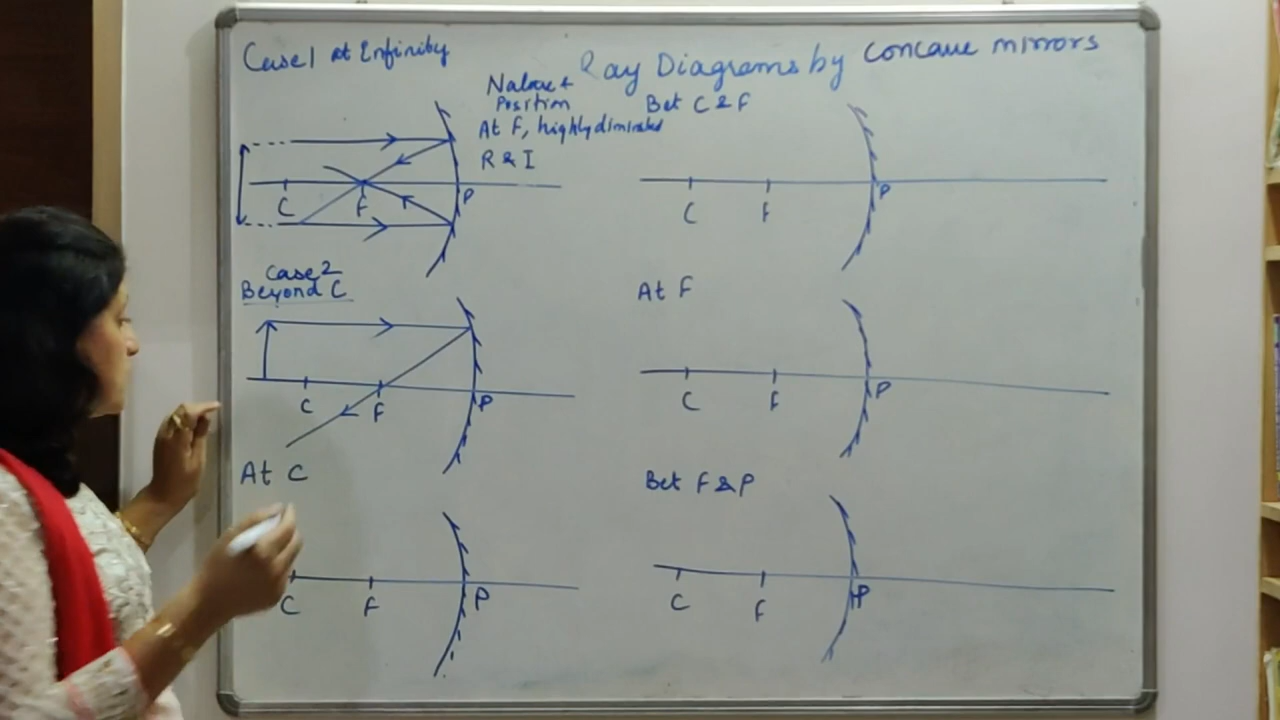 Case 1 at Infinity
Ray Diagrams by concave mirrors
Nature &
Position
At F, highly diminished
R & I
C F P
Bet C & F
C F P
Case 2
Beyond C
C F P
At F
C F P
At C
C F P
Bet F & P
C F P